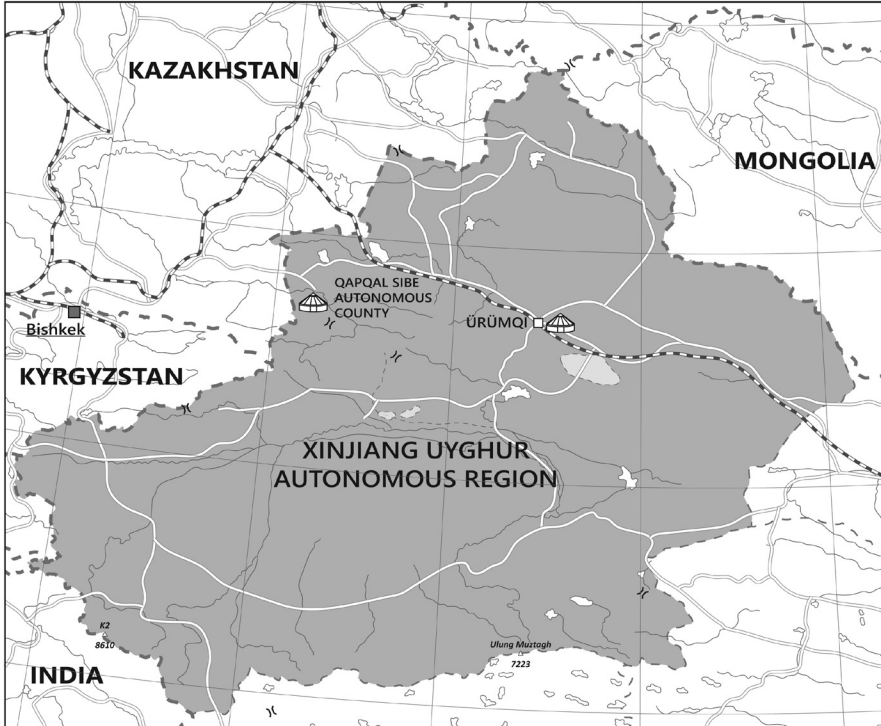 KAZAKHSTAN
MONGOLIA
QAPQAL SIBE
AUTONOMOUS
COUNTY
ÜRÜMQI
Bishkek
KYRGYZSTAN
XINJIANG UYGHUR
AUTONOMOUS REGION
K2
8610
Ulung Muztagh
7223
INDIA